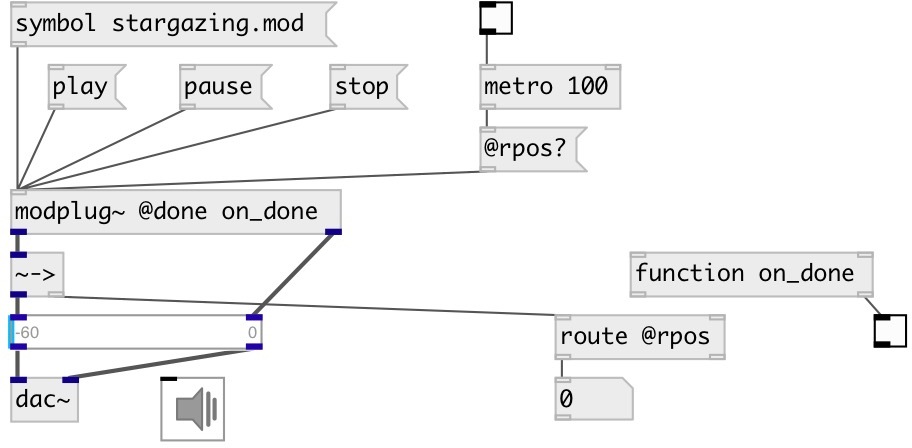 symbol stargazing.mod
play
pause
stop
metro 100
@rpos?
modplug~ @done on_done
~->
function on_done
-60
0
route @rpos
dac~
0